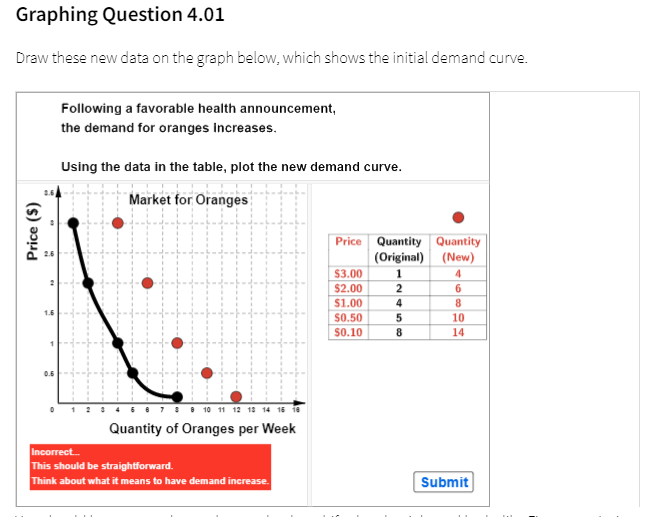 Graphing Question 4.01
Draw these new data on the graph below, which shows the initial demand curve.
Following a favorable health announcement,
the demand for oranges increases.
Using the data in the table, plot the new demand curve.
Market for Oranges
Price ($)
3.5
3
2.5
2
1.5
1
0.5
0 1 2 3 4 5 6 7 8 9 10 11 12 13 14 15 16
Quantity of Oranges per Week
Price Quantity (Original) Quantity (New)
$3.00 1 4
$2.00 2 6
$1.00 4 8
$0.50 5 10
$0.10 8 14
Incorrect...
This should be straightforward.
Think about what it means to have demand increase.
Submit